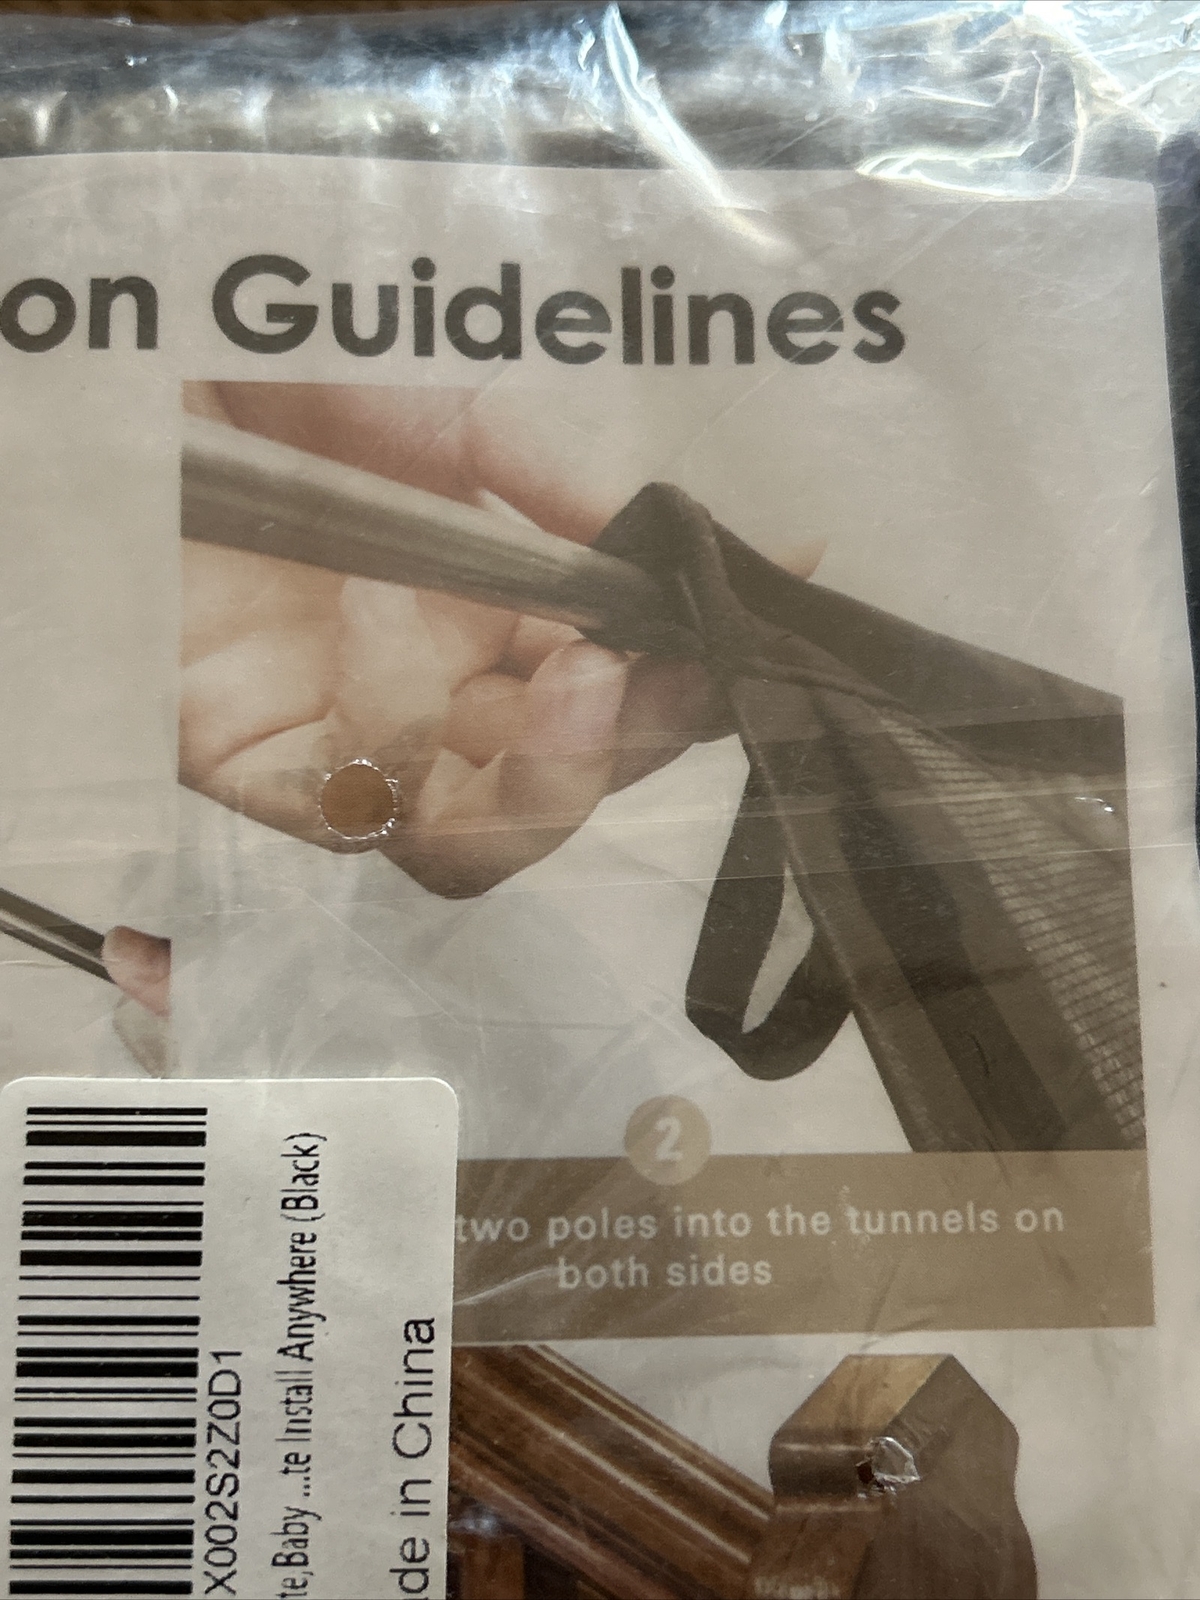 on Guidelines
2
two poles into the tunnels on
both sides
X002S2Z0D1
te,Baby ...te Install Anywhere (Black)
de in China